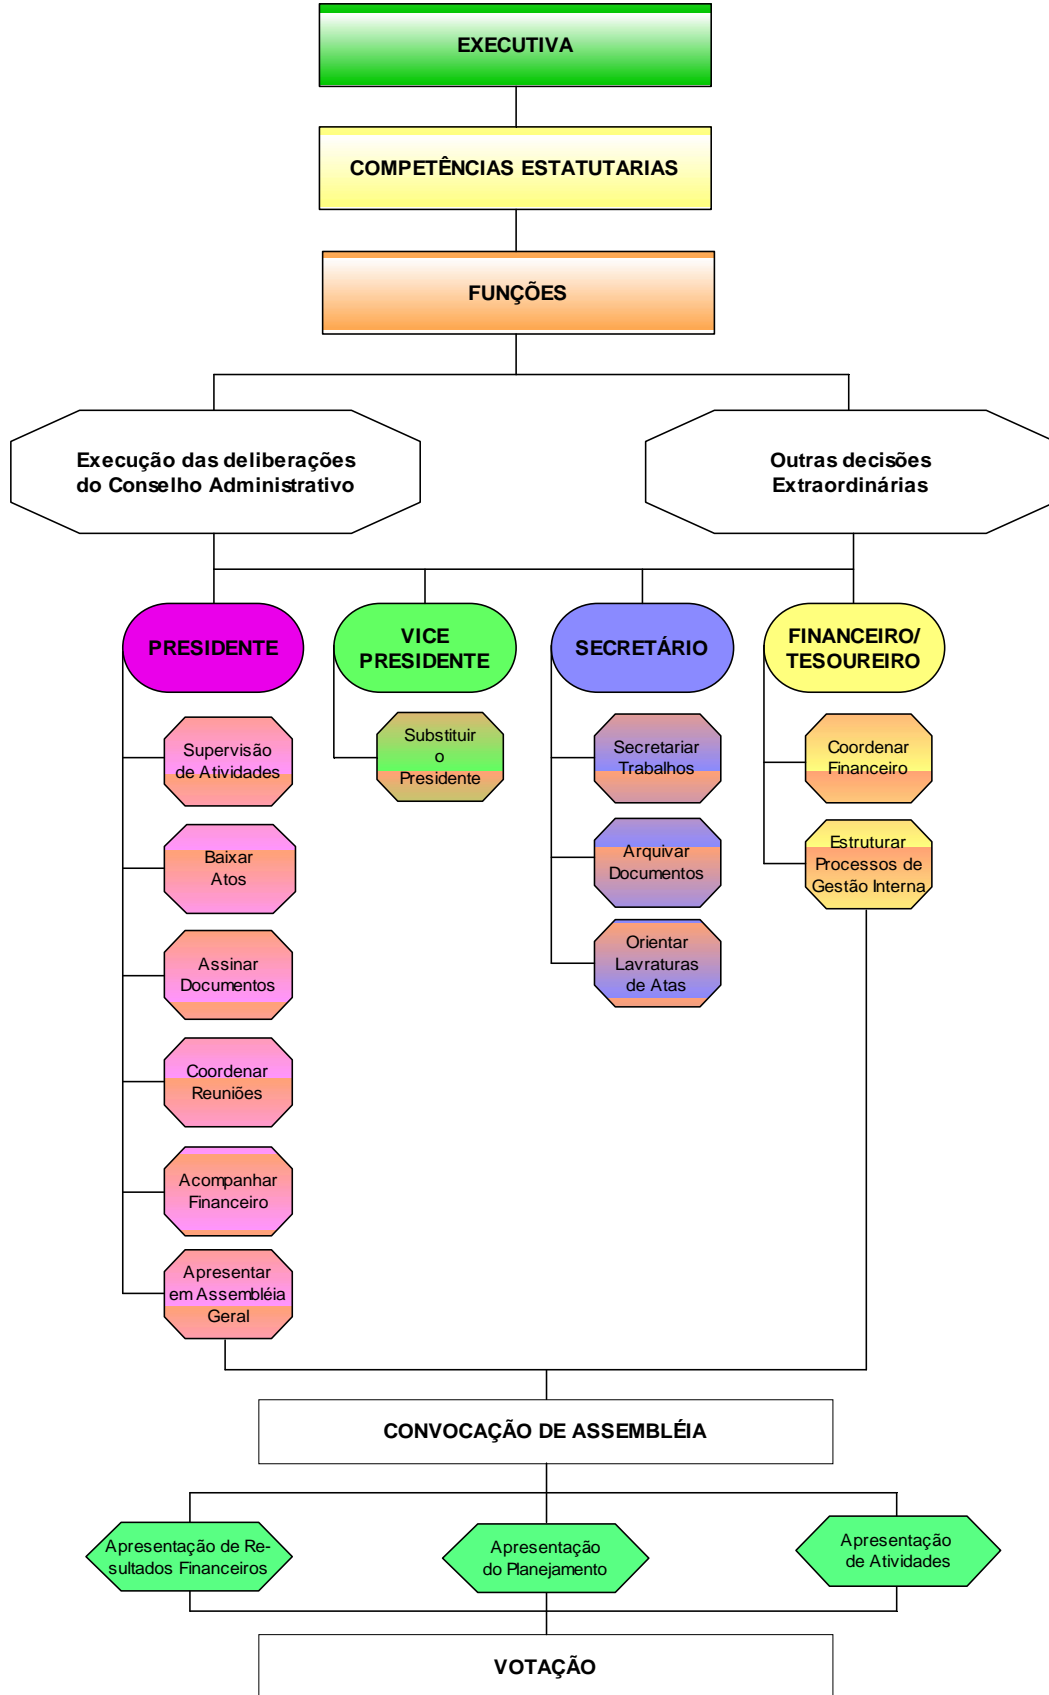 EXECUTIVA
COMPETÊNCIAS ESTATUTARIAS
FUNÇÕES
Execução das deliberações
do Conselho Administrativo
Outras decisões
Extraordinárias
PRESIDENTE
VICE
PRESIDENTE
SECRETÁRIO
FINANCEIRO/
TESOUREIRO
Supervisão
de Atividades
Baixar
Atos
Assinar
Documentos
Coordenar
Reuniões
Acompanhar
Financeiro
Apresentar
em Assembléia
Geral
Substituir
o
Presidente
Secretariar
Trabalhos
Arquivar
Documentos
Orientar
Lavraturas
de Atas
Coordenar
Financeiro
Estruturar
Processos de
Gestão Interna
CONVOCAÇÃO DE ASSEMBLÉIA
Apresentação de Re-
sultados Financeiros
Apresentação
do Planejamento
Apresentação
de Atividades
VOTAÇÃO